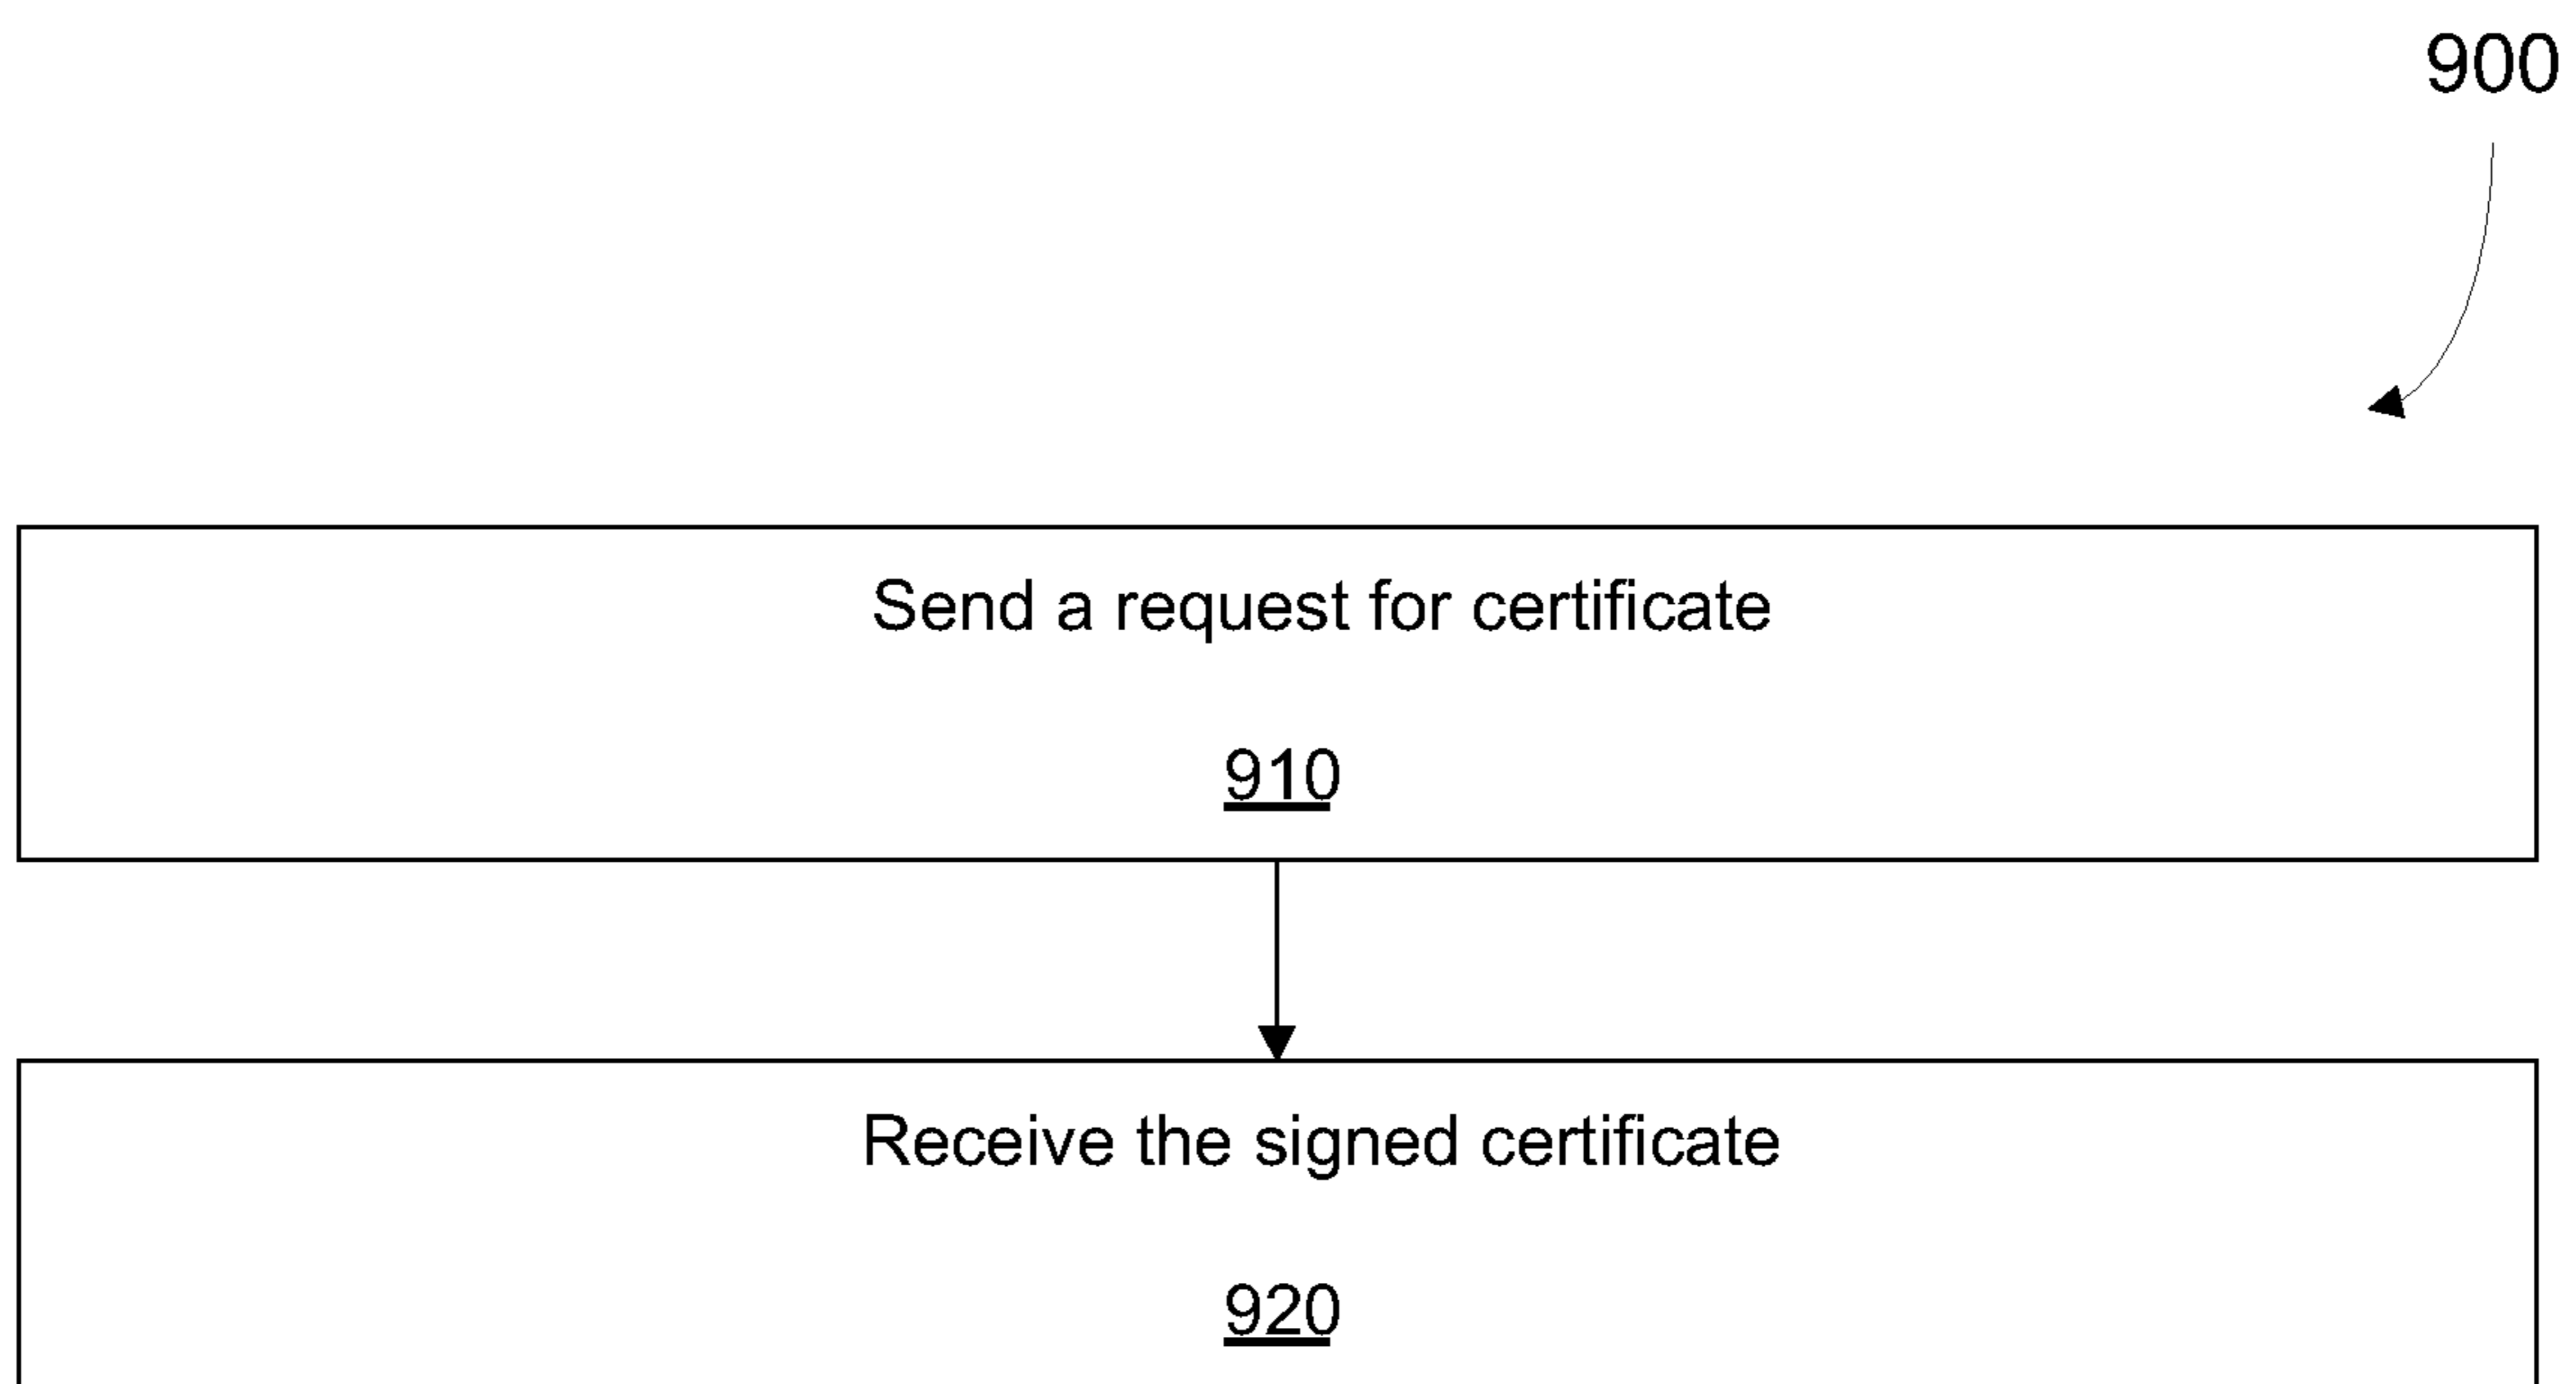 900
Send a request for certificate
910
Receive the signed certificate
920